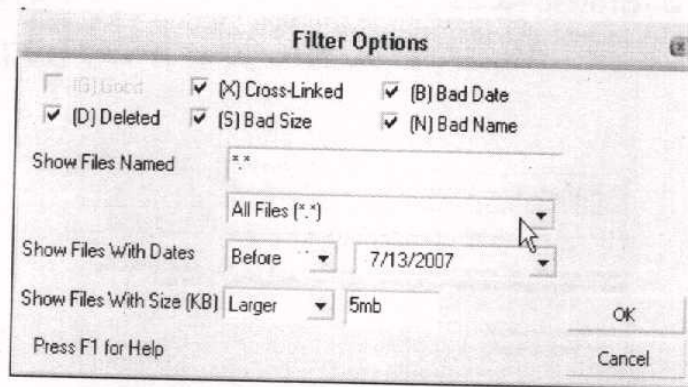 Filter Options
(G) Good (X) Cross-Linked (B) Bad Date
(D) Deleted (S) Bad Size (N) Bad Name
Show Files Named *.*
All Files (*.*)
Show Files With Dates Before 7/13/2007
Show Files With Size (KB) Larger 5mb
OK
Press F1 for Help
Cancel